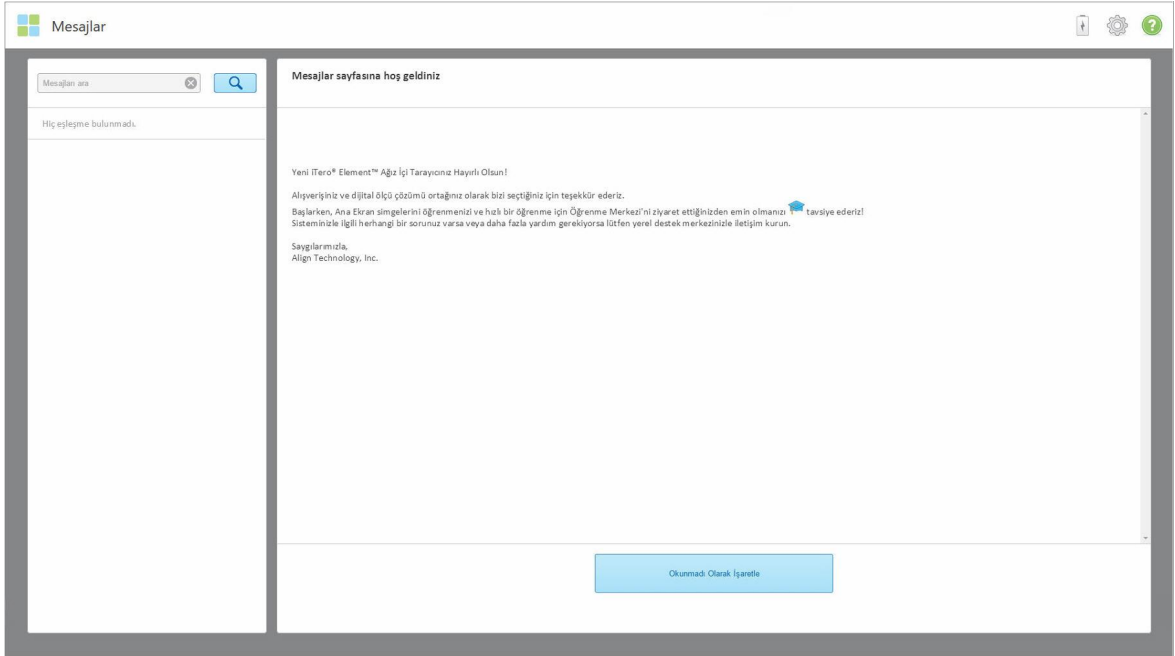 Mesajlar
Mesajları ara
Hiç eşleşme bulunmadı.
Mesajlar sayfasına hoş geldiniz
Yeni iTero® Element™ Ağız İçi Tarayıcınız Hayırlı Olsun!
Alışverişiniz ve dijital ölçü çözümü ortağınız olarak bizi seçtiğiniz için teşekkür ederiz.
Başlarken, Ana Ekran simgelerini öğrenmenizi ve hızlı bir öğrenme için Öğrenme Merkezi'ni ziyaret ettiğinizden emin olmanızı tavsiye ederiz!
Sisteminizle ilgili herhangi bir sorunuz varsa veya daha fazla yardım gerekiyorsa lütfen yerel destek merkezinizle iletişim kurun.
Saygılarımızla,
Align Technology, Inc.
Okunmadı Olarak İşaretle